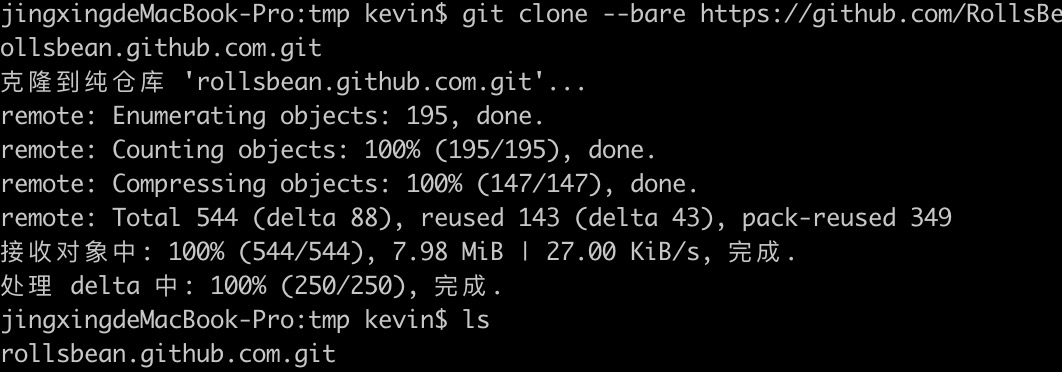 jingxingdeMacBook-Pro:tmp kevin$ git clone --bare https://github.com/RollsBe
ollsbean.github.com.git
克隆到纯仓库 'rollsbean.github.com.git'...
remote: Enumerating objects: 195, done.
remote: Counting objects: 100% (195/195), done.
remote: Compressing objects: 100% (147/147), done.
remote: Total 544 (delta 88), reused 143 (delta 43), pack-reused 349
接收对象中: 100% (544/544), 7.98 MiB | 27.00 KiB/s, 完成.
处理 delta 中: 100% (250/250), 完成.
jingxingdeMacBook-Pro:tmp kevin$ ls
rollsbean.github.com.git